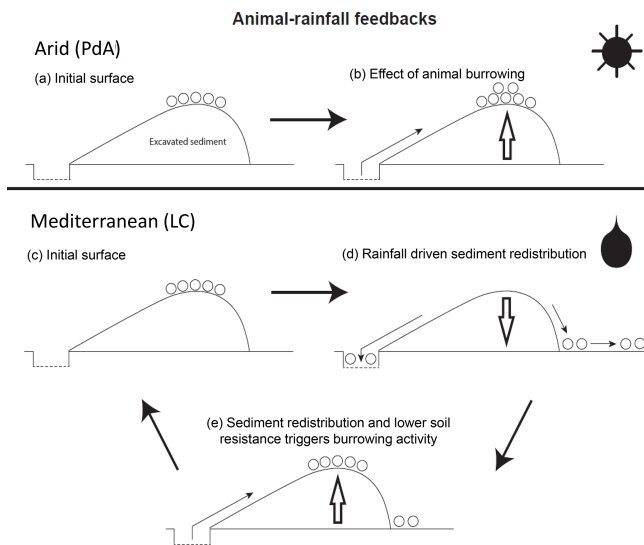 Animal-rainfall feedbacks
Arid (PdA)
(a) Initial surface
(b) Effect of animal burrowing
Excavated sediment
Mediterranean (LC)
(c) Initial surface
(d) Rainfall driven sediment redistribution
(e) Sediment redistribution and lower soil
resistance triggers burrowing activity